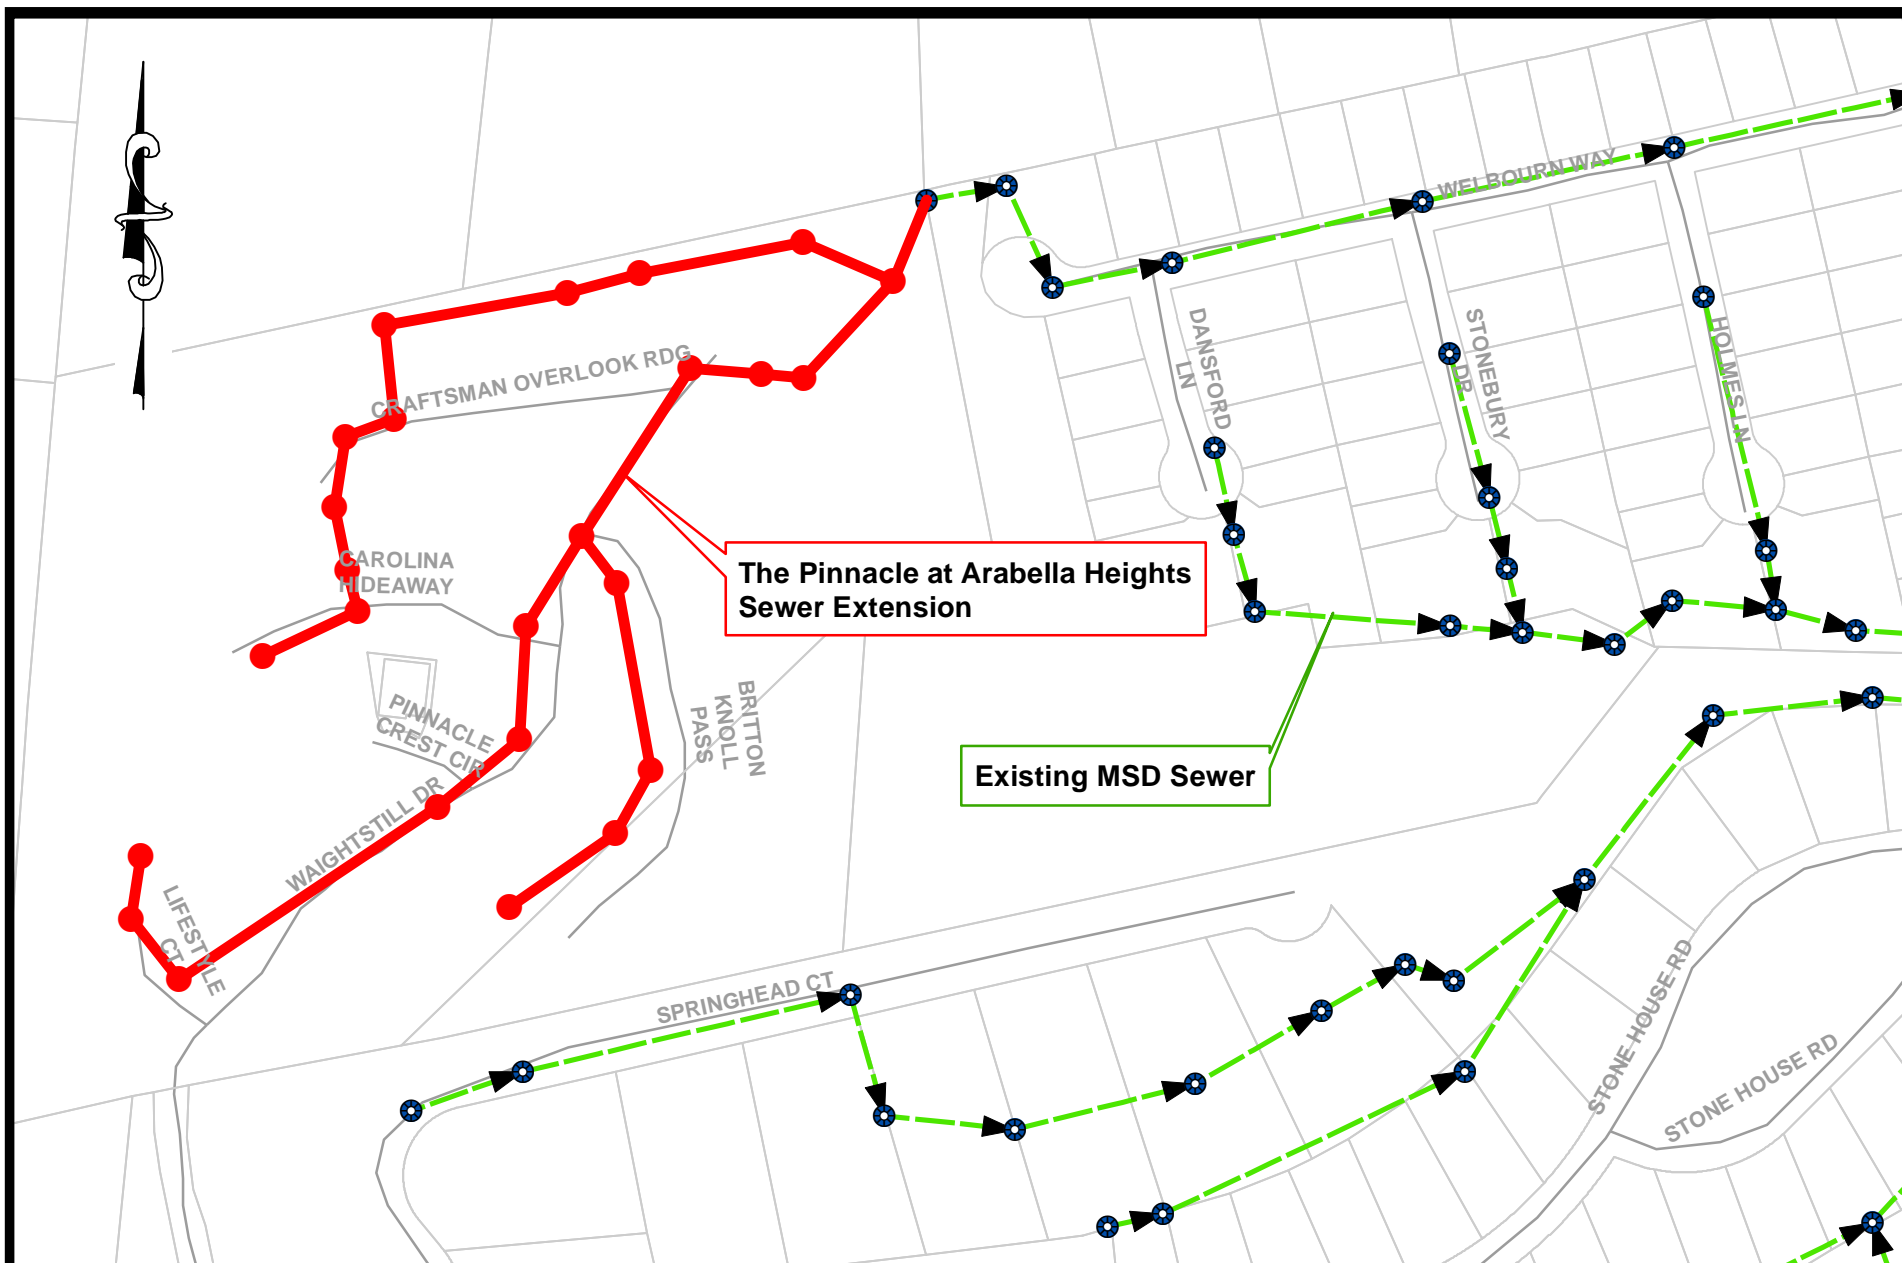 WELBOURN WAY
DANSFORD
LN
STONEBURY
DR
HOLMES LN
CRAFTSMAN OVERLOOK RDG
CAROLINA
HIDEAWAY
The Pinnacle at Arabella Heights
Sewer Extension
PINNACLE
CREST CIR
BRITTON
KNOLL
PASS
Existing MSD Sewer
WAIGHTSTILL DR
LIFESTYLE
CT
SPRINGHEAD CT
STONE HOUSE RD
STONE HOUSE RD